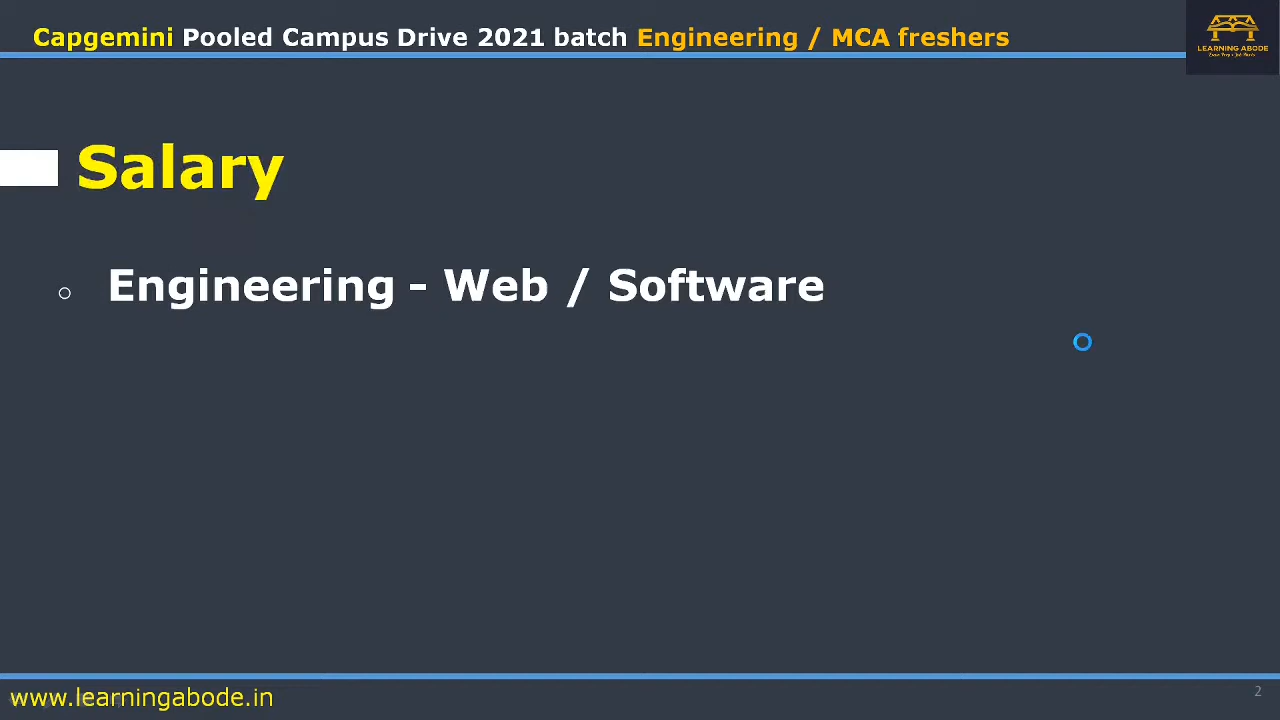 Capgemini Pooled Campus Drive 2021 batch Engineering / MCA freshers
LEARNING ABODE
Salary
Engineering - Web / Software
www.learningabode.in
2